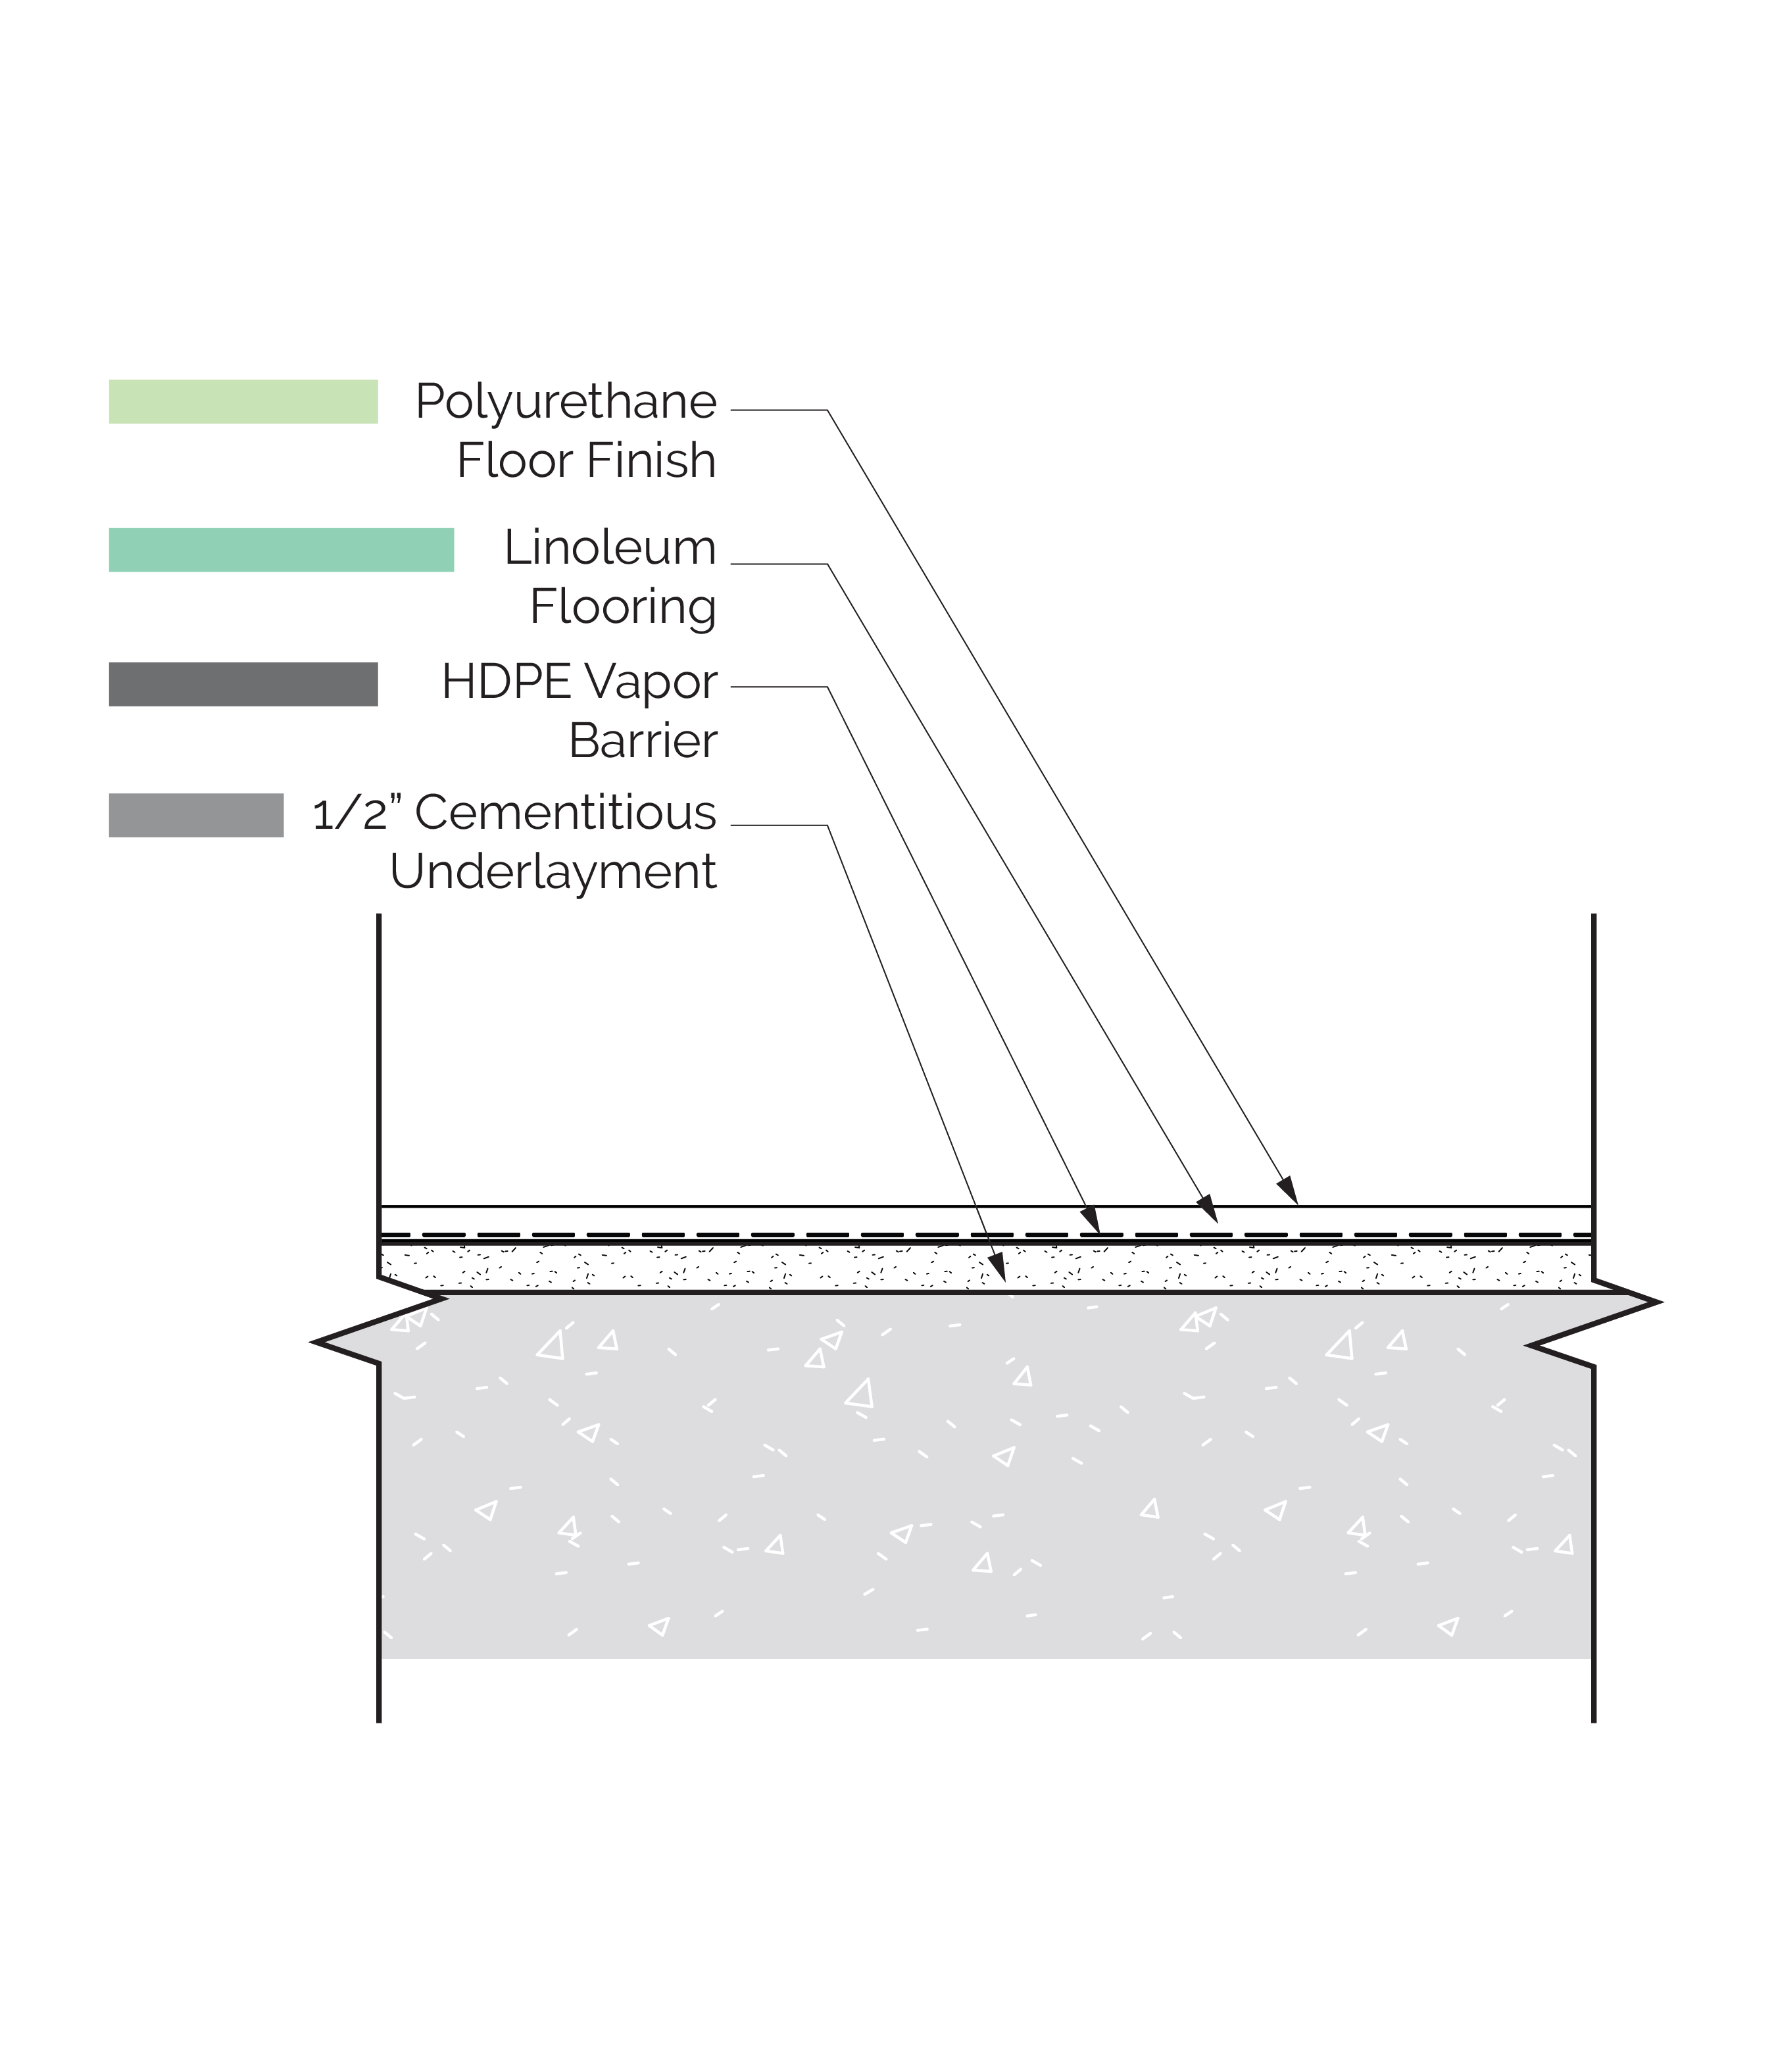 Polyurethane
Floor Finish
Linoleum
Flooring
HDPE Vapor
Barrier
1/2” Cementitious
Underlayment